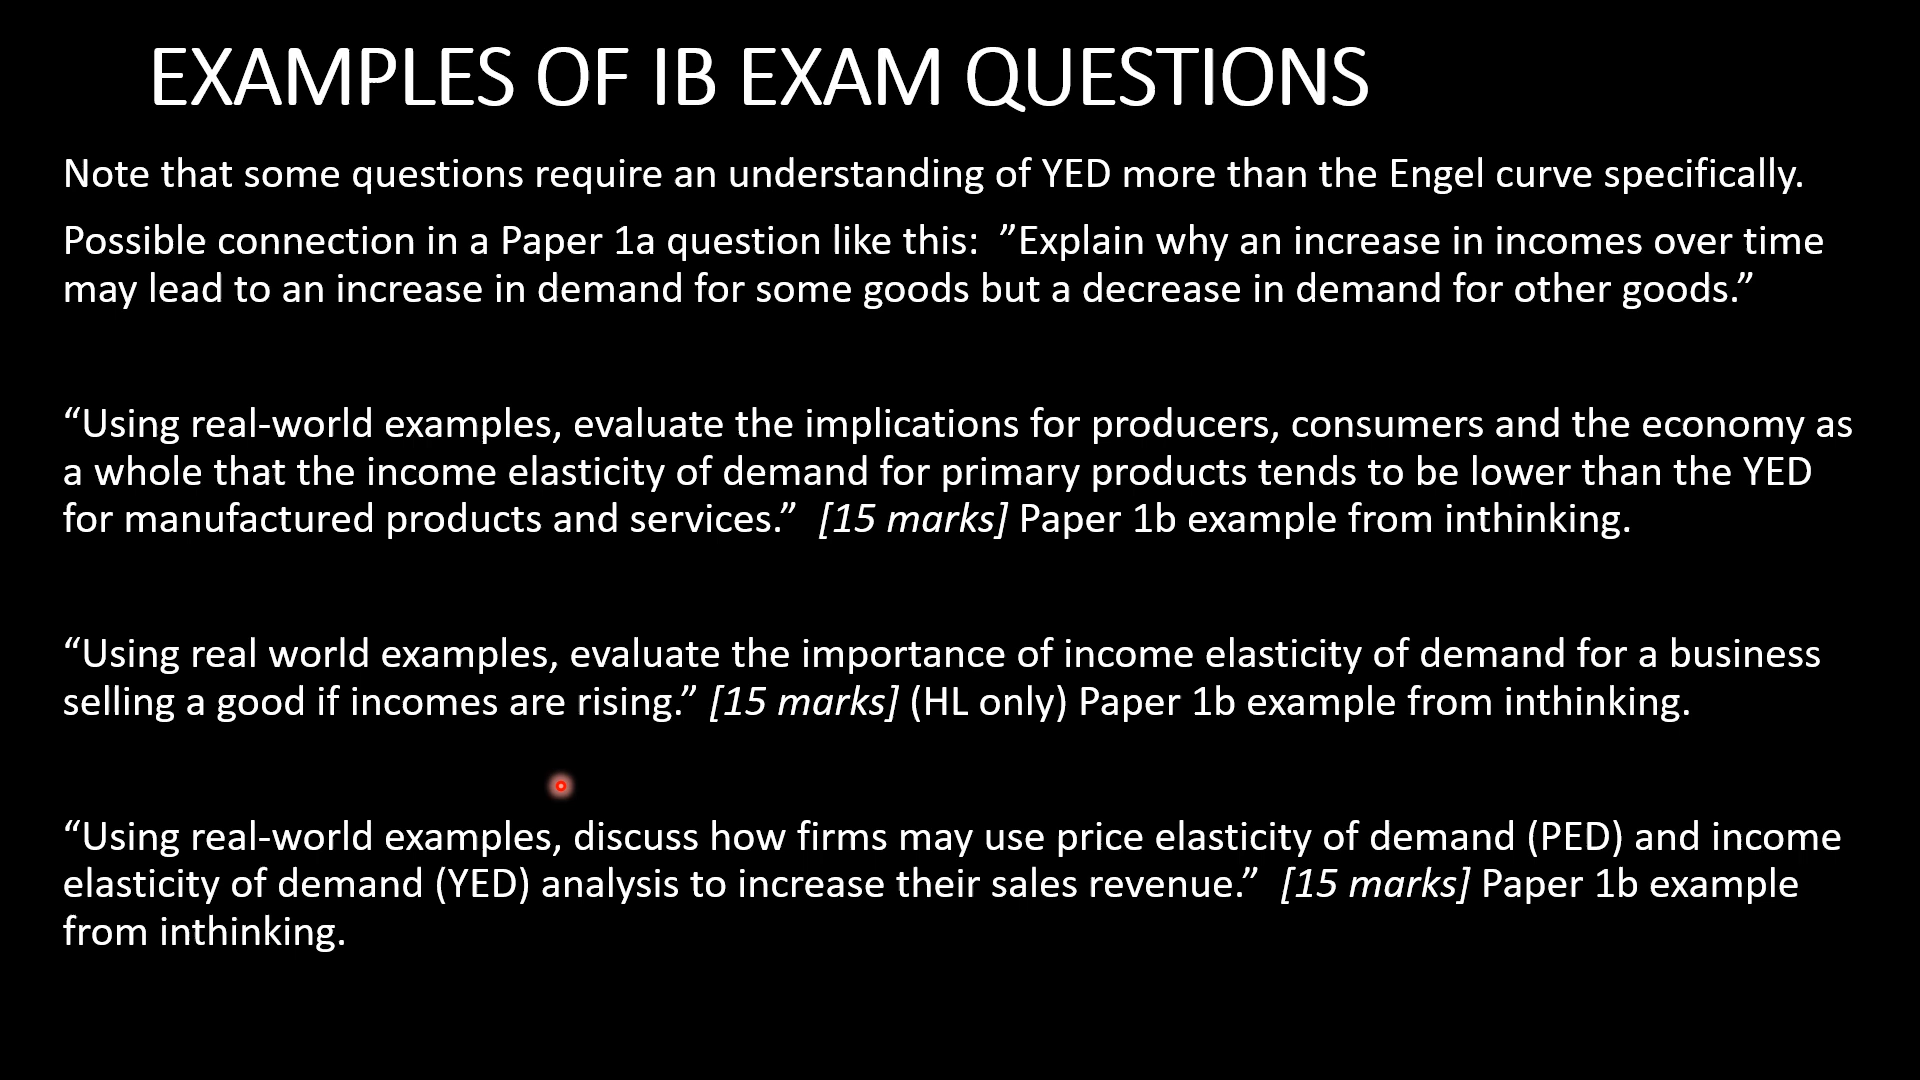 EXAMPLES OF IB EXAM QUESTIONS
Note that some questions require an understanding of YED more than the Engel curve specifically.
Possible connection in a Paper 1a question like this:  ”Explain why an increase in incomes over time
may lead to an increase in demand for some goods but a decrease in demand for other goods.”
“Using real-world examples, evaluate the implications for producers, consumers and the economy as
a whole that the income elasticity of demand for primary products tends to be lower than the YED
for manufactured products and services.”  [15 marks] Paper 1b example from inthinking.
“Using real world examples, evaluate the importance of income elasticity of demand for a business
selling a good if incomes are rising.” [15 marks] (HL only) Paper 1b example from inthinking.
“Using real-world examples, discuss how firms may use price elasticity of demand (PED) and income
elasticity of demand (YED) analysis to increase their sales revenue.”  [15 marks] Paper 1b example
from inthinking.